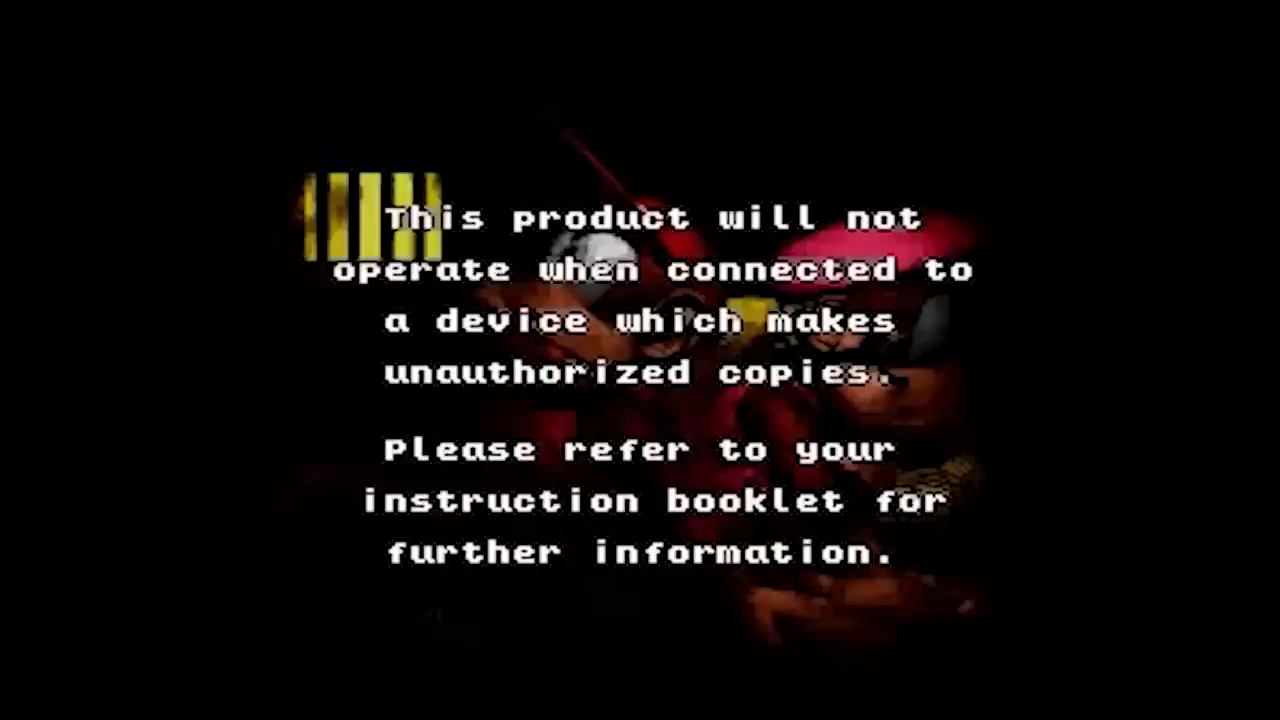 This product will not
operate when connected to
a device which makes
unauthorized copies.
Please refer to your
instruction booklet for
further information.